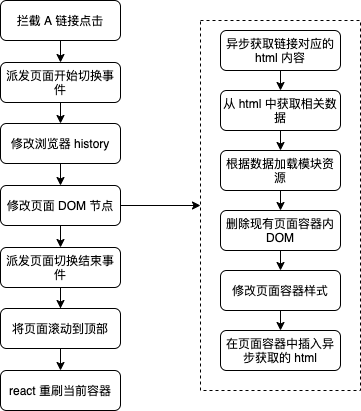 拦截 A 链接点击
派发页面开始切换事
件
修改浏览器 history
修改页面 DOM 节点
派发页面切换结束事
件
将页面滚动到顶部
react 重刷当前容器
异步获取链接对应的
html 内容
从 html 中获取相关数
据
根据数据加载模块资
源
删除现有页面容器内
DOM
修改页面容器样式
在页面容器中插入异
步获取的 html